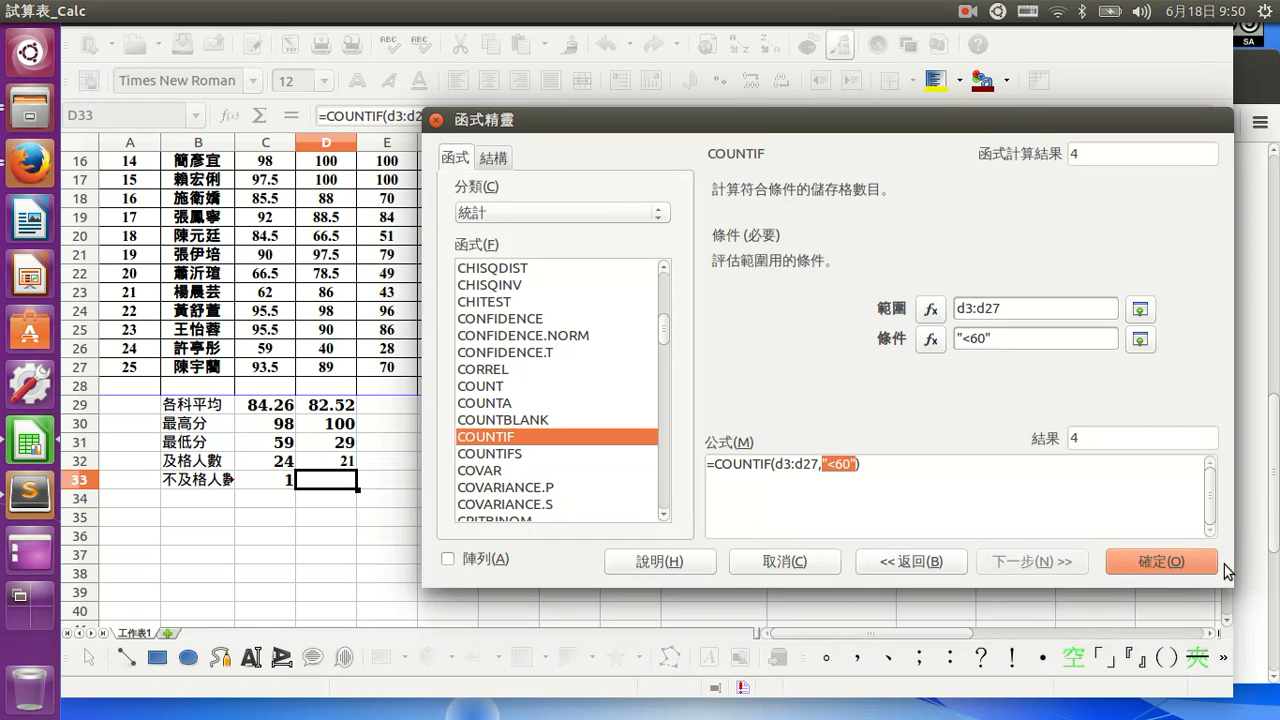 試算表_Calc
6月18日 9:50
SA
Times New Roman
12
D33
=COUNTIF(d3:d2
A B C D E
16 14 簡彥宜 98 100 100
17 15 賴宏俐 97.5 100 100
18 16 施衛嬌 85.5 88 70
19 17 張鳳寧 92 88.5 84
20 18 陳元廷 84.5 66.5 51
21 19 張伊培 90 97.5 79
22 20 蕭沂瑄 66.5 78.5 49
23 21 楊晨芸 62 86 43
24 22 黃舒萱 95.5 98 96
25 23 王怡蓉 95.5 90 86
26 24 許葶彤 59 40 28
27 25 陳宇蘭 93.5 89 70
28
29 各科平均 84.26 82.52
30 最高分 98 100
31 最低分 59 29
32 及格人數 24 21
33 不及格人數 1
34
35
36
37
38
39
40
工作表1
函式精靈
函式 結構
分類(C)
統計
函式(F)
CHISQDIST
CHISQINV
CHITEST
CONFIDENCE
CONFIDENCE.NORM
CONFIDENCE.T
CORREL
COUNT
COUNTA
COUNTBLANK
COUNTIF
COUNTIFS
COVAR
COVARIANCE.P
COVARIANCE.S
CRITBINOM
COUNTIF
函式計算結果 4
計算符合條件的儲存格數目。
條件 (必要)
評估範圍用的條件。
範圍 fx d3:d27
條件 fx "<60"
公式(M)
結果 4
=COUNTIF(d3:d27,"<60")
陣列(A)
說明(H)
取消(C)
<< 返回(B)
下一步(N) >>
確定(O)
。 ， 、 ； ： ？ ！ • 空 「」 『』 () 夾 »